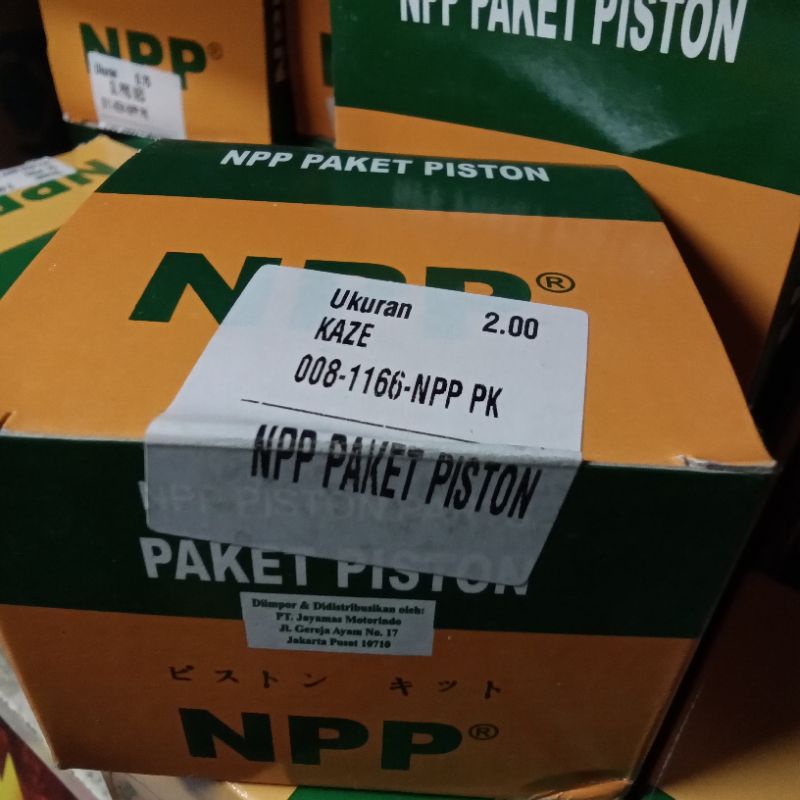 NPP PAKET PISTON
NPP®
NPP PAKET PISTON
NPP®
Ukuran 2.00
KAZE
008-1166-NPP PK
NPP PAKET PISTON
PAKET PISTON
Diimpor & Didistribusikan oleh:
PT. Jayamas Motorindo
Jl. Gereja Ayam No. 17
Jakarta Pusat 10710
ピストン キット
NPP®